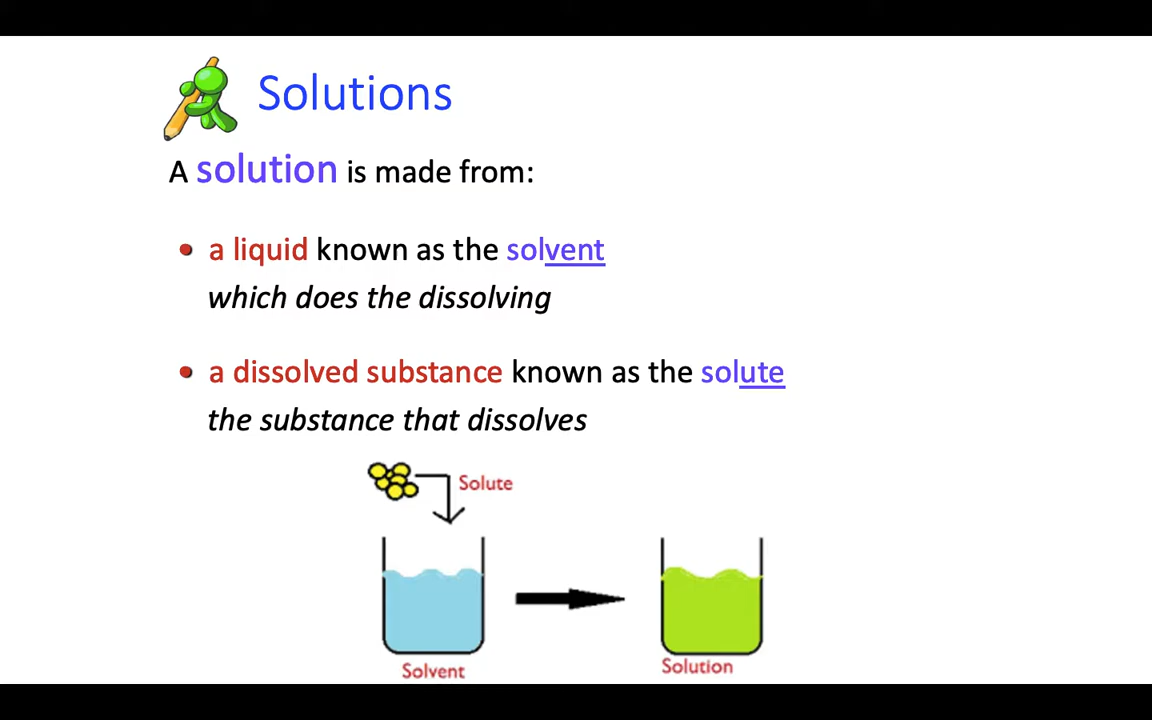 Solutions
A solution is made from:
• a liquid known as the solvent
which does the dissolving
• a dissolved substance known as the solute
the substance that dissolves
Solute
Solvent
Solution